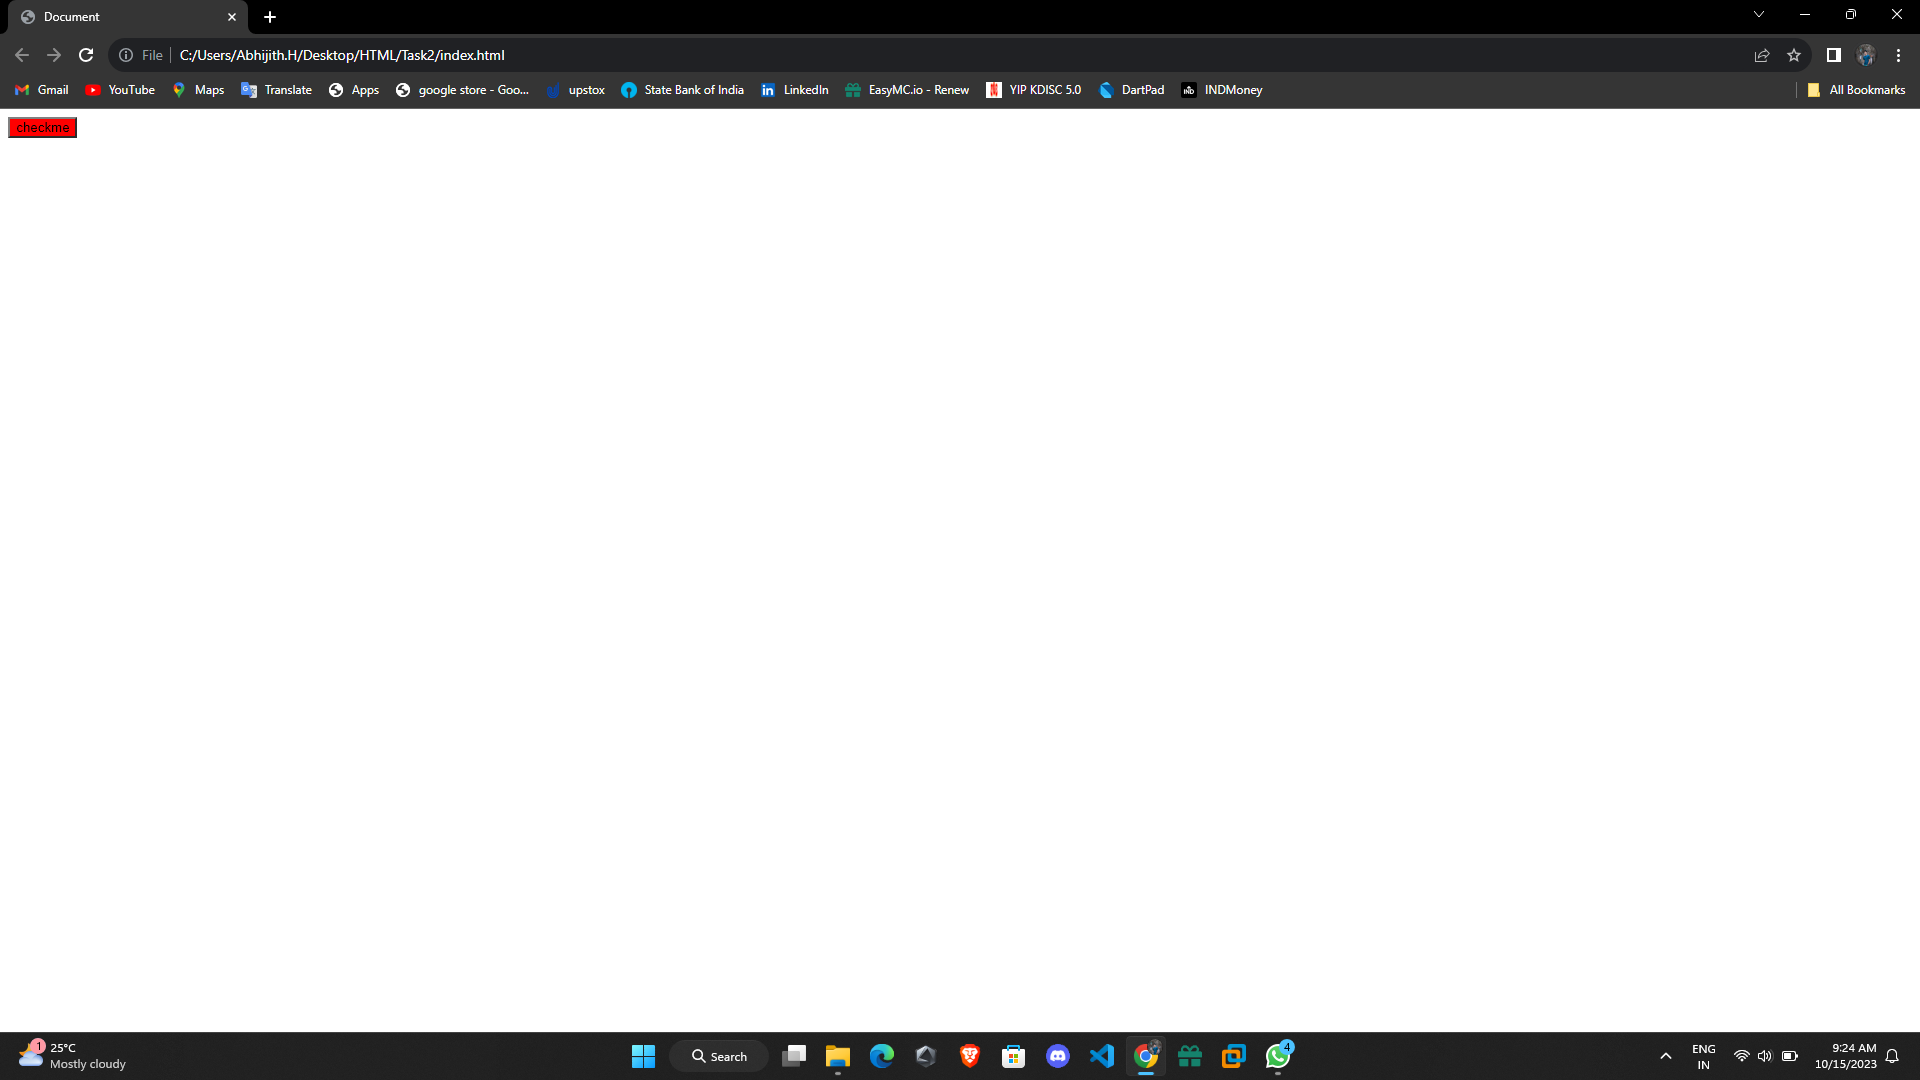 Document
File
C:/Users/Abhijith.H/Desktop/HTML/Task2/index.html
Gmail
YouTube
Maps
Translate
Apps
google store - Goo...
upstox
State Bank of India
LinkedIn
EasyMC.io - Renew
YIP KDISC 5.0
DartPad
INDMoney
All Bookmarks
checkme
1
25°C
Mostly cloudy
Search
4
ENG
IN
9:24 AM
10/15/2023